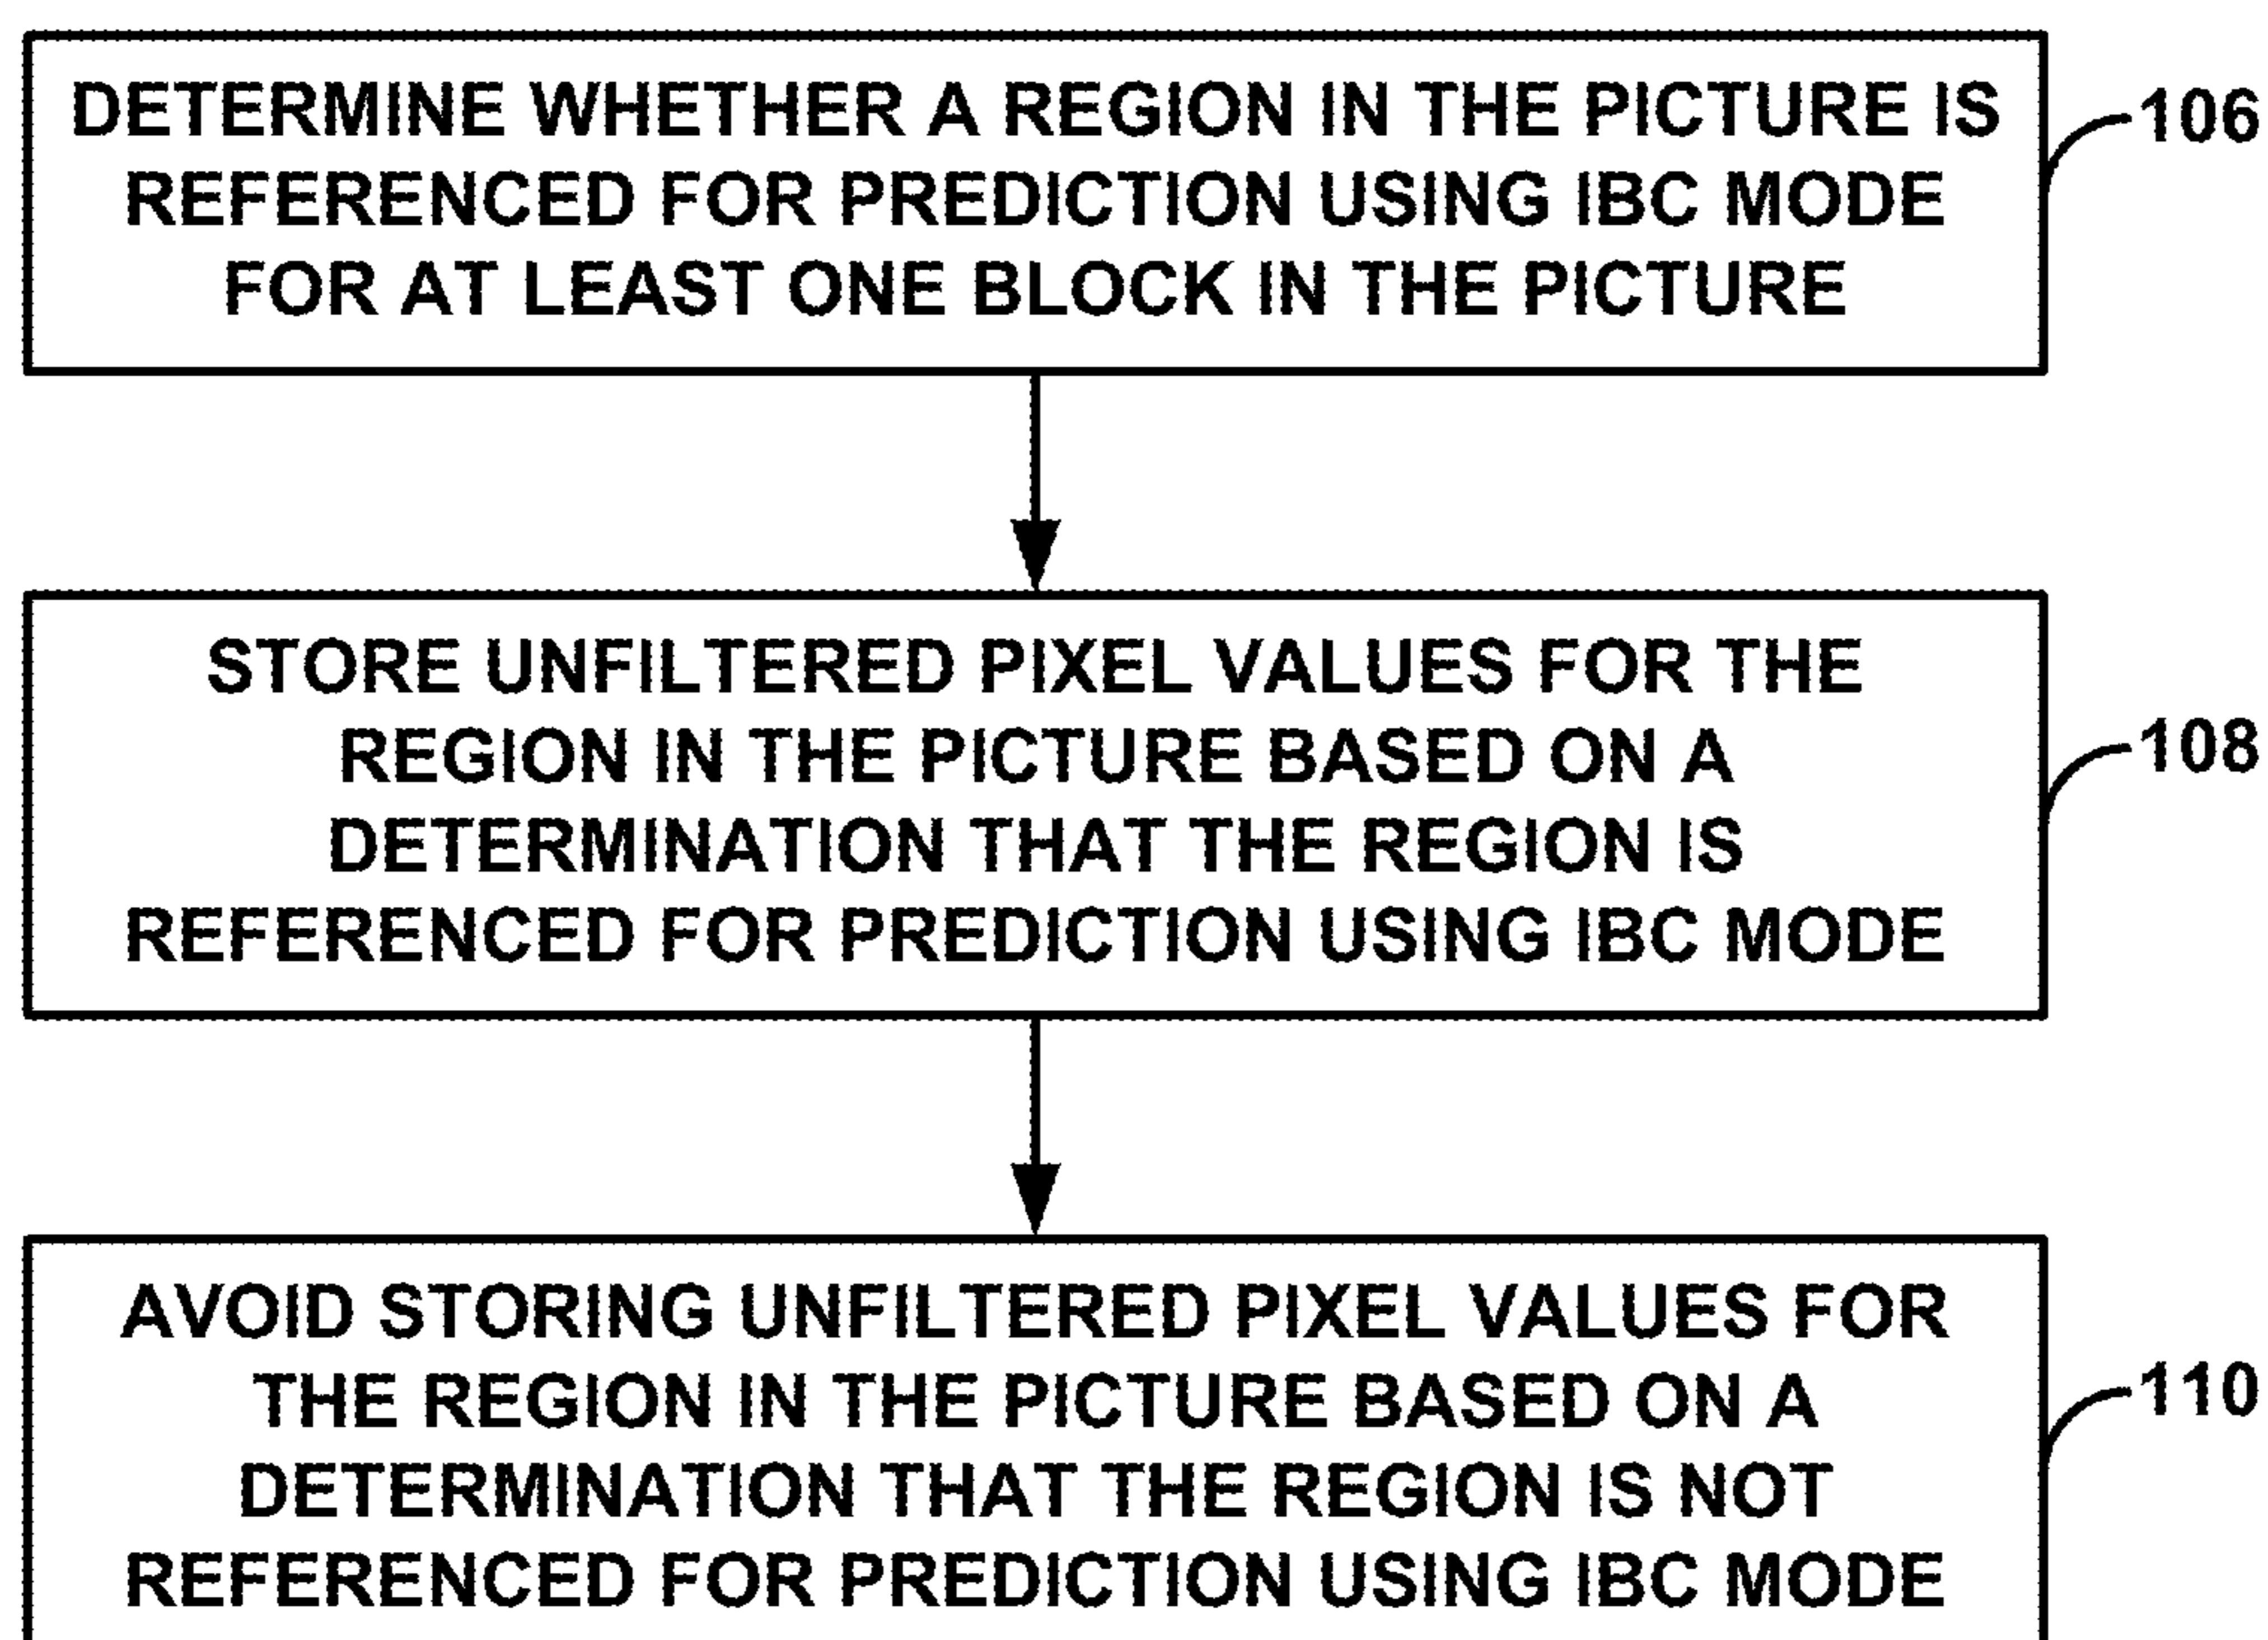 DETERMINE WHETHER A REGION IN THE PICTURE IS
REFERENCED FOR PREDICTION USING IBC MODE
FOR AT LEAST ONE BLOCK IN THE PICTURE
106
STORE UNFILTERED PIXEL VALUES FOR THE
REGION IN THE PICTURE BASED ON A
DETERMINATION THAT THE REGION IS
REFERENCED FOR PREDICTION USING IBC MODE
108
AVOID STORING UNFILTERED PIXEL VALUES FOR
THE REGION IN THE PICTURE BASED ON A
DETERMINATION THAT THE REGION IS NOT
REFERENCED FOR PREDICTION USING IBC MODE
110